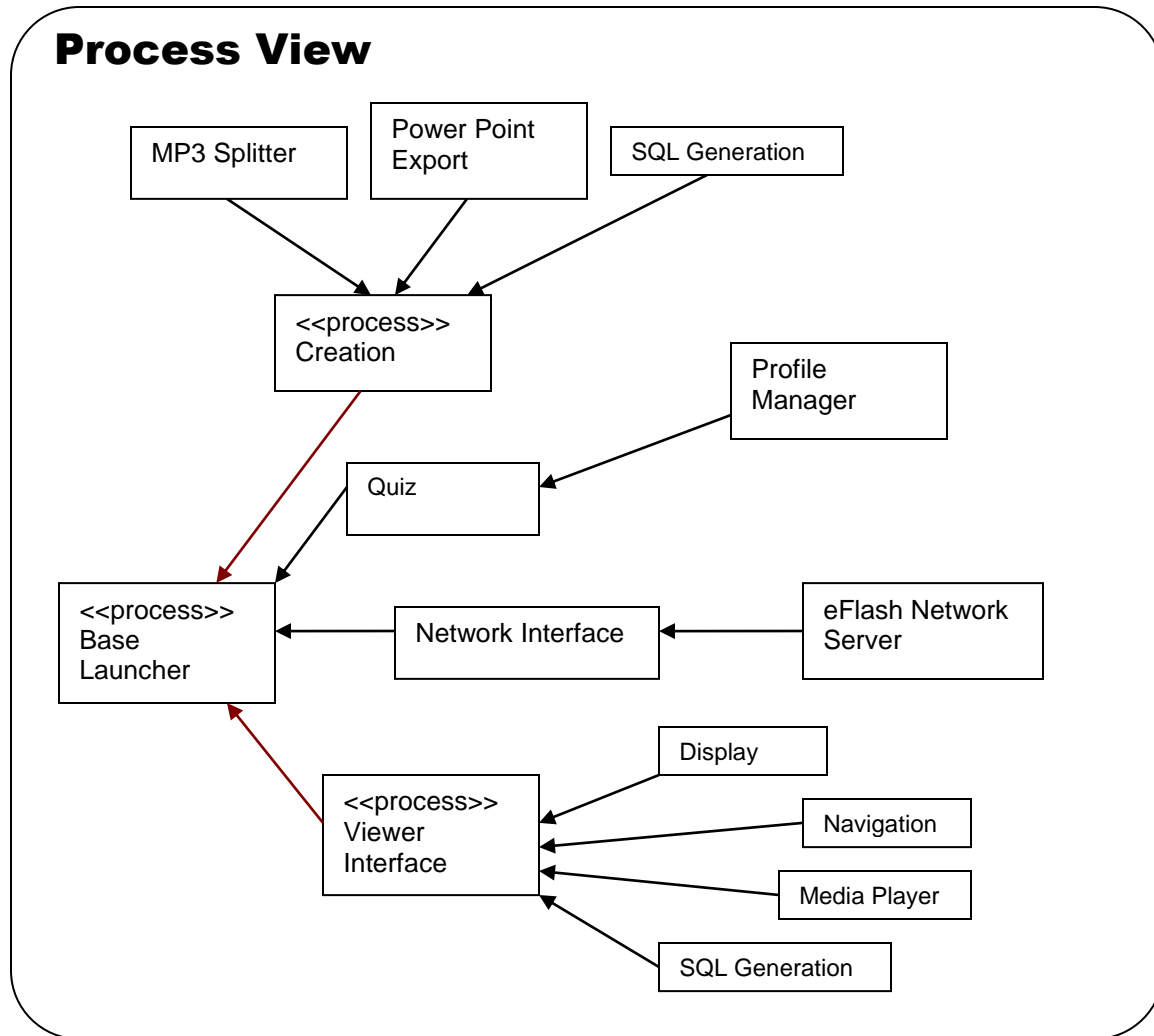 Process View
MP3 Splitter
Power Point
Export
SQL Generation
<<process>>
Creation
Profile
Manager
Quiz
<<process>>
Base
Launcher
Network Interface
eFlash Network
Server
Display
<<process>>
Viewer
Interface
Navigation
Media Player
SQL Generation